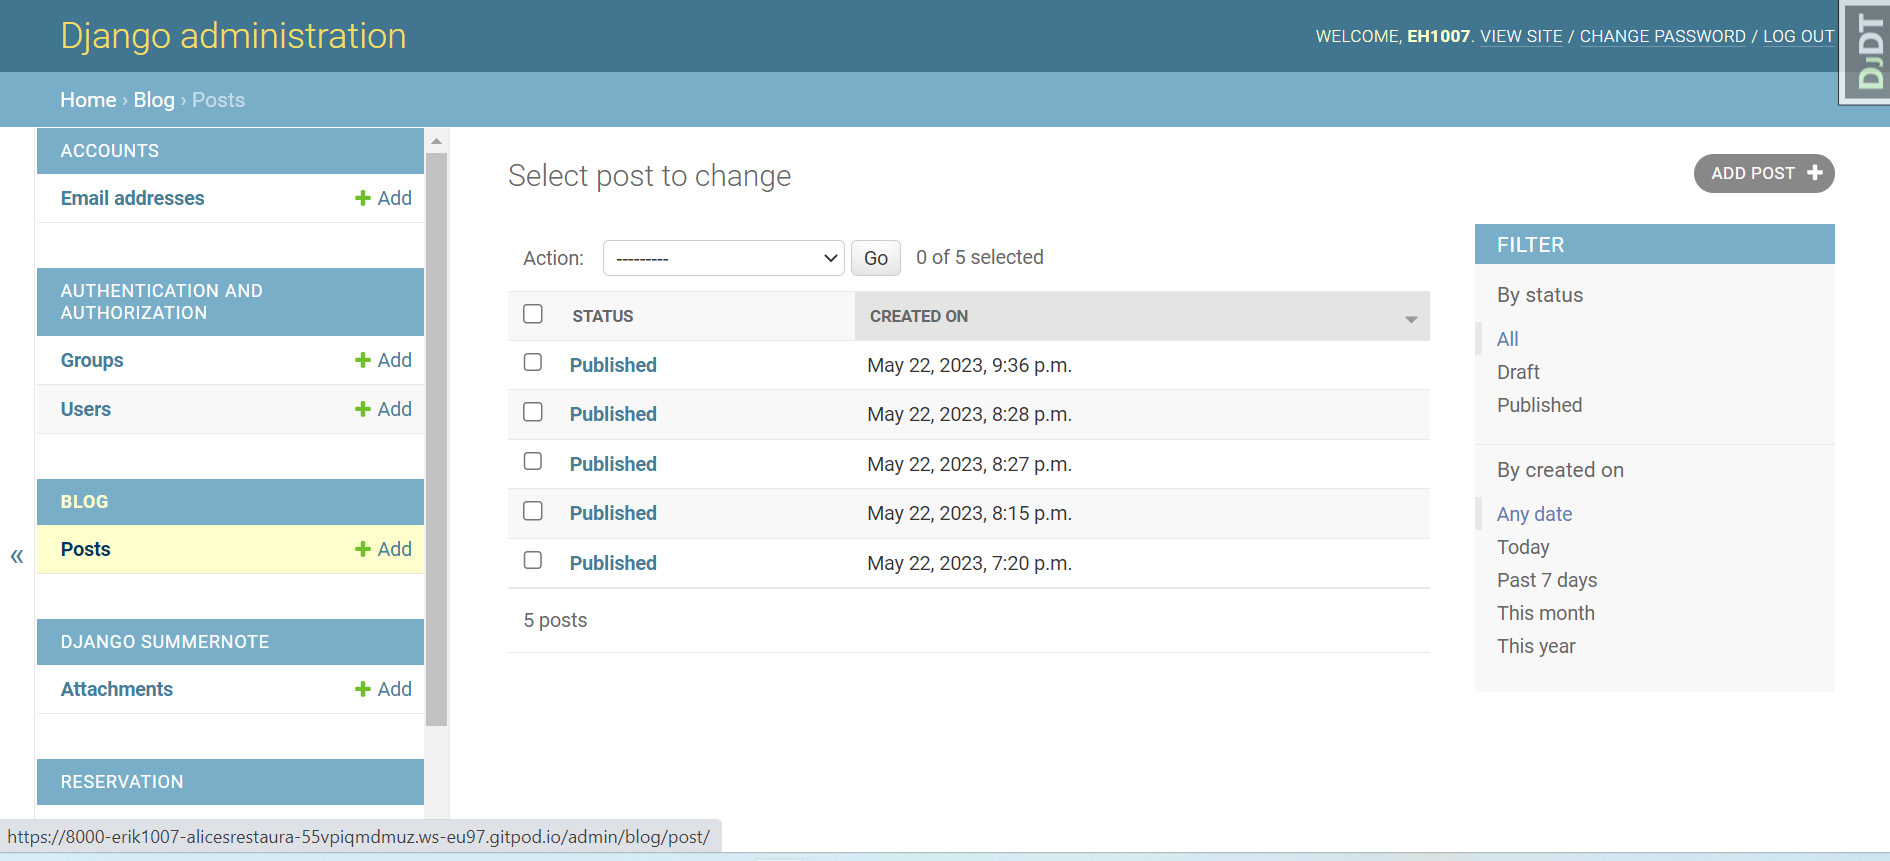 Django administration
WELCOME, EH1007. VIEW SITE / CHANGE PASSWORD / LOG OUT
DJDT
Home › Blog › Posts
ACCOUNTS
Email addresses Add
AUTHENTICATION AND
AUTHORIZATION
Groups Add
Users Add
BLOG
Posts Add
«
DJANGO SUMMERNOTE
Attachments Add
RESERVATION
Select post to change
ADD POST
Action: --------- Go 0 of 5 selected
STATUS CREATED ON
Published May 22, 2023, 9:36 p.m.
Published May 22, 2023, 8:28 p.m.
Published May 22, 2023, 8:27 p.m.
Published May 22, 2023, 8:15 p.m.
Published May 22, 2023, 7:20 p.m.
5 posts
FILTER
By status
All
Draft
Published
By created on
Any date
Today
Past 7 days
This month
This year
https://8000-erik1007-alicesrestaura-55vpiqmdmuz.ws-eu97.gitpod.io/admin/blog/post/